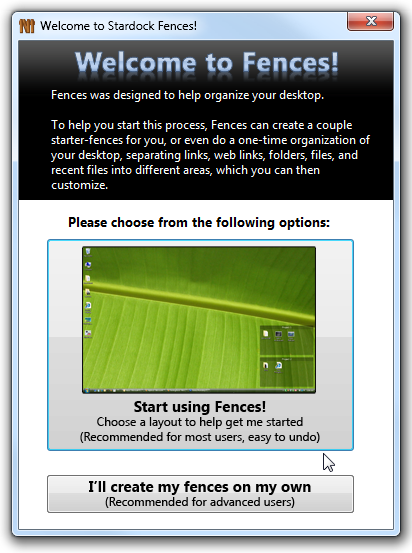 Welcome to Stardock Fences!
Welcome to Fences!
Fences was designed to help organize your desktop.
To help you start this process, Fences can create a couple
starter-fences for you, or even do a one-time organization of
your desktop, separating links, web links, folders, files, and
recent files into different areas, which you can then
customize.
Please choose from the following options:
Start using Fences!
Choose a layout to help get me started
(Recommended for most users, easy to undo)
I'll create my fences on my own
(Recommended for advanced users)